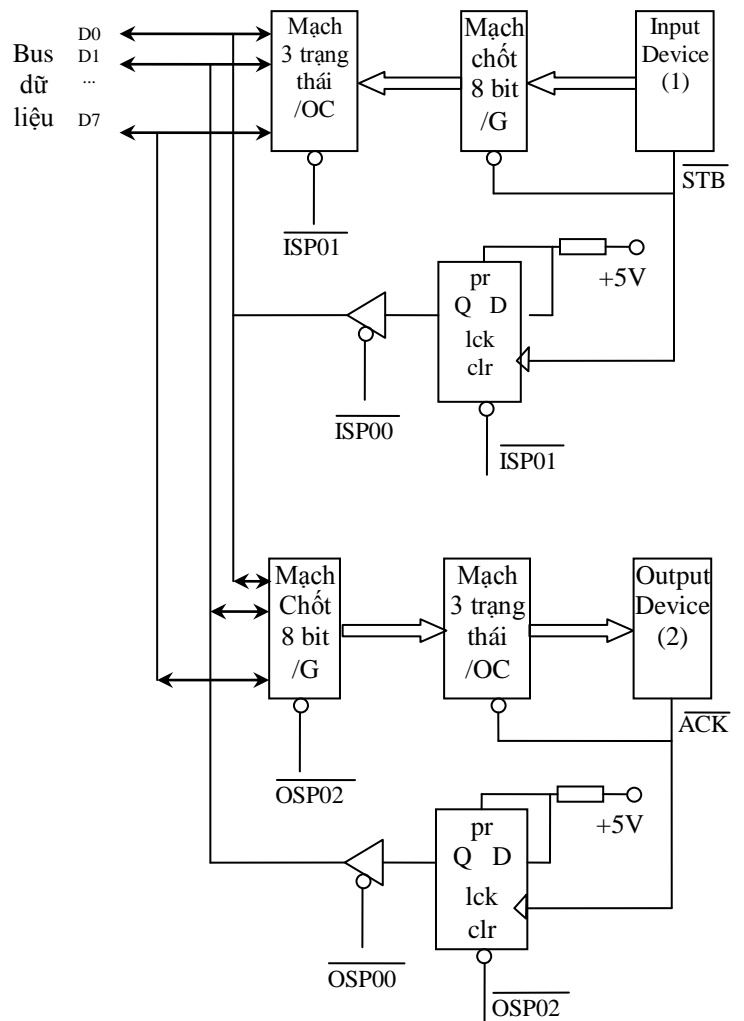 Bus
dữ
liệu
D0
D1
...
D7
Mạch
3 trạng
thái
/OC
Mạch
chốt
8 bit
/G
Input
Device
(1)
STB
ISP01
pr
Q D
lck
clr
+5V
ISP00
ISP01
Mạch
Chốt
8 bit
/G
Mạch
3 trạng
thái
/OC
Output
Device
(2)
ACK
OSP02
pr
Q D
lck
clr
+5V
OSP00
OSP02